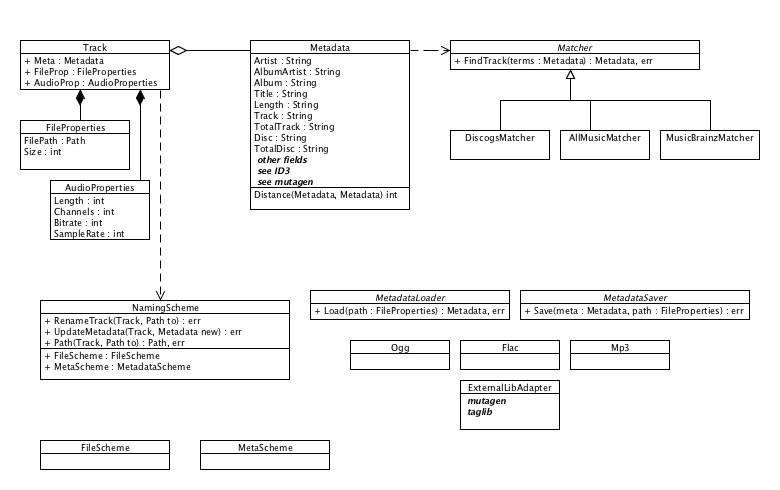 Track
+ Meta : Metadata
+ FileProp : FileProperties
+ AudioProp : AudioProperties
Metadata
Artist : String
AlbumArtist : String
Album : String
Title : String
Length : String
Track : String
TotalTrack : String
Disc : String
TotalDisc : String
other fields
see ID3
see mutagen
Distance(Metadata, Metadata) int
Matcher
+ FindTrack(terms : Metadata) : Metadata, err
DiscogsMatcher
AllMusicMatcher
MusicBrainzMatcher
FileProperties
FilePath : Path
Size : int
AudioProperties
Length : int
Channels : int
Bitrate : int
SampleRate : int
NamingScheme
+ RenameTrack(Track, Path to) : err
+ UpdateMetadata(Track, Metadata new) : err
+ Path(Track, Path to) : Path, err
+ FileScheme : FileScheme
+ MetaScheme : MetadataScheme
MetadataLoader
+ Load(path : FileProperties) : Metadata, err
MetadataSaver
+ Save(meta : Metadata, path : FileProperties) : err
Ogg
Flac
Mp3
ExternalLibAdapter
mutagen
taglib
FileScheme
MetaScheme